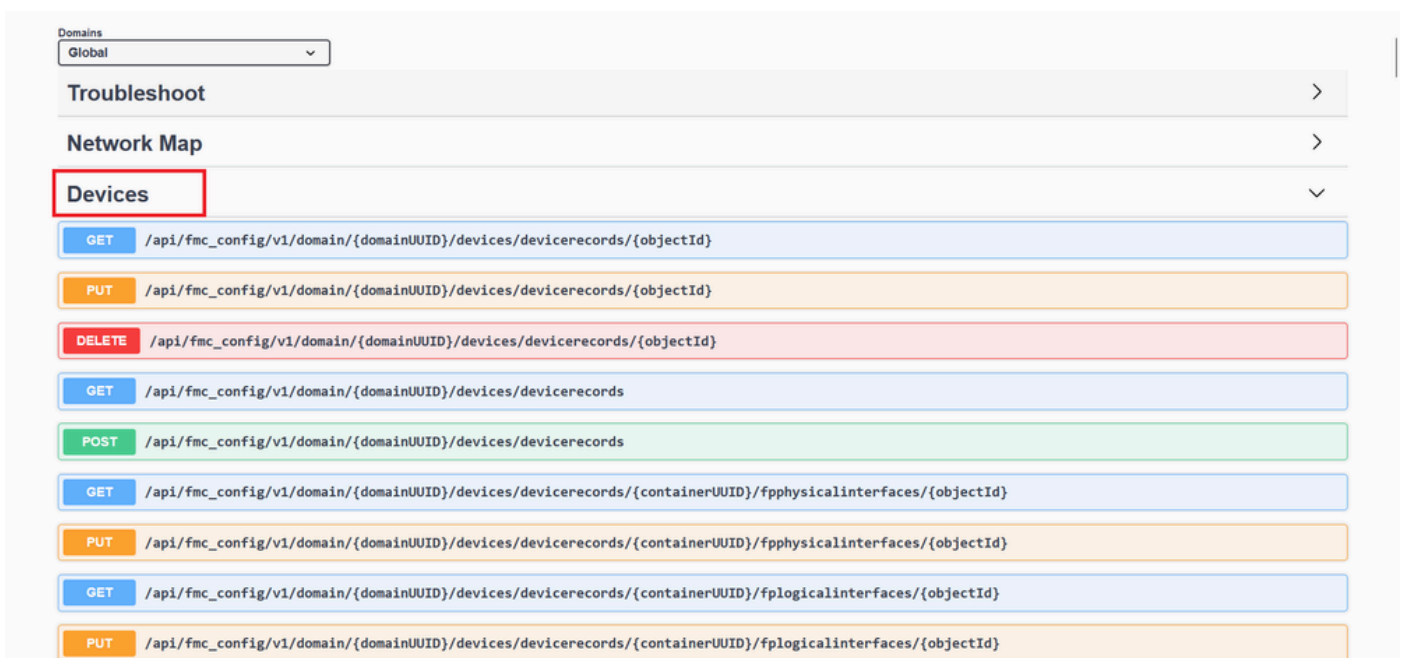 Domains
Global
Troubleshoot
Network Map
Devices
GET /api/fmc_config/v1/domain/{domainUUID}/devices/devicerecords/{objectId}
PUT /api/fmc_config/v1/domain/{domainUUID}/devices/devicerecords/{objectId}
DELETE /api/fmc_config/v1/domain/{domainUUID}/devices/devicerecords/{objectId}
GET /api/fmc_config/v1/domain/{domainUUID}/devices/devicerecords
POST /api/fmc_config/v1/domain/{domainUUID}/devices/devicerecords
GET /api/fmc_config/v1/domain/{domainUUID}/devices/devicerecords/{containerUUID}/fpphysicalinterfaces/{objectId}
PUT /api/fmc_config/v1/domain/{domainUUID}/devices/devicerecords/{containerUUID}/fpphysicalinterfaces/{objectId}
GET /api/fmc_config/v1/domain/{domainUUID}/devices/devicerecords/{containerUUID}/fplogicalinterfaces/{objectId}
PUT /api/fmc_config/v1/domain/{domainUUID}/devices/devicerecords/{containerUUID}/fplogicalinterfaces/{objectId}